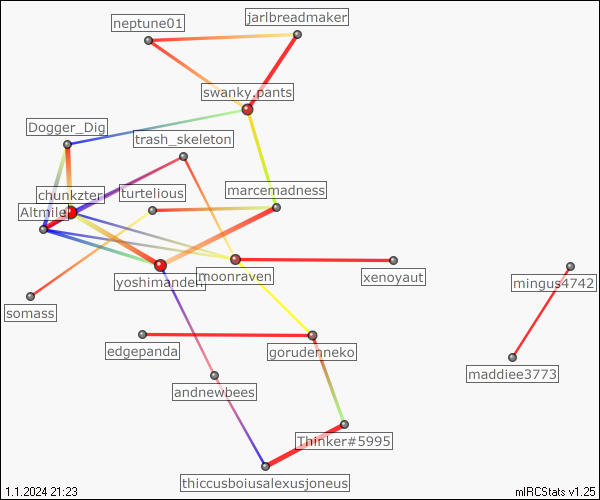 jarlbreadmaker
neptune01
swanky.pants
Dogger_Dig
trash_skeleton
marcemadness
chunkzter
turtelious
Altmile
moonraven
xenoyaut
yoshimanden
mingus4742
somass
edgepanda
gorudenneko
maddiee3773
andnewbees
Thinker#5995
thiccusboiusalexusjoneus
1.1.2024 21:23
mIRCStats v1.25